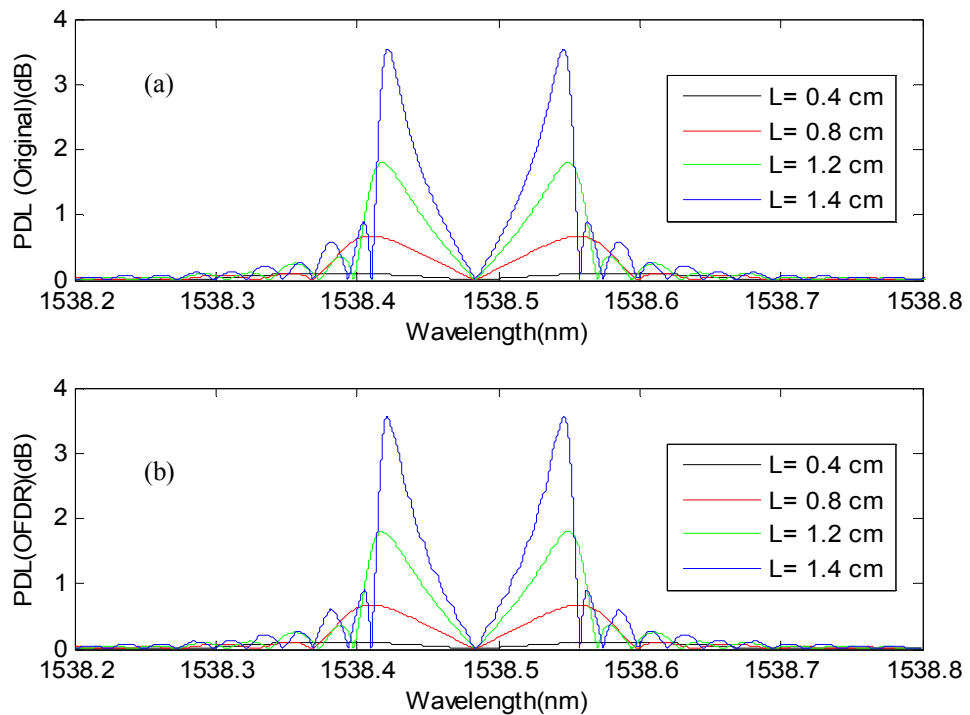 PDL (Original)(dB)
4
3
2
1
0
(a)
L= 0.4 cm
L= 0.8 cm
L= 1.2 cm
L= 1.4 cm
1538.2 1538.3 1538.4 1538.5 1538.6 1538.7 1538.8
Wavelength(nm)
PDL(OFDR)(dB)
4
3
2
1
0
(b)
L= 0.4 cm
L= 0.8 cm
L= 1.2 cm
L= 1.4 cm
1538.2 1538.3 1538.4 1538.5 1538.6 1538.7 1538.8
Wavelength(nm)